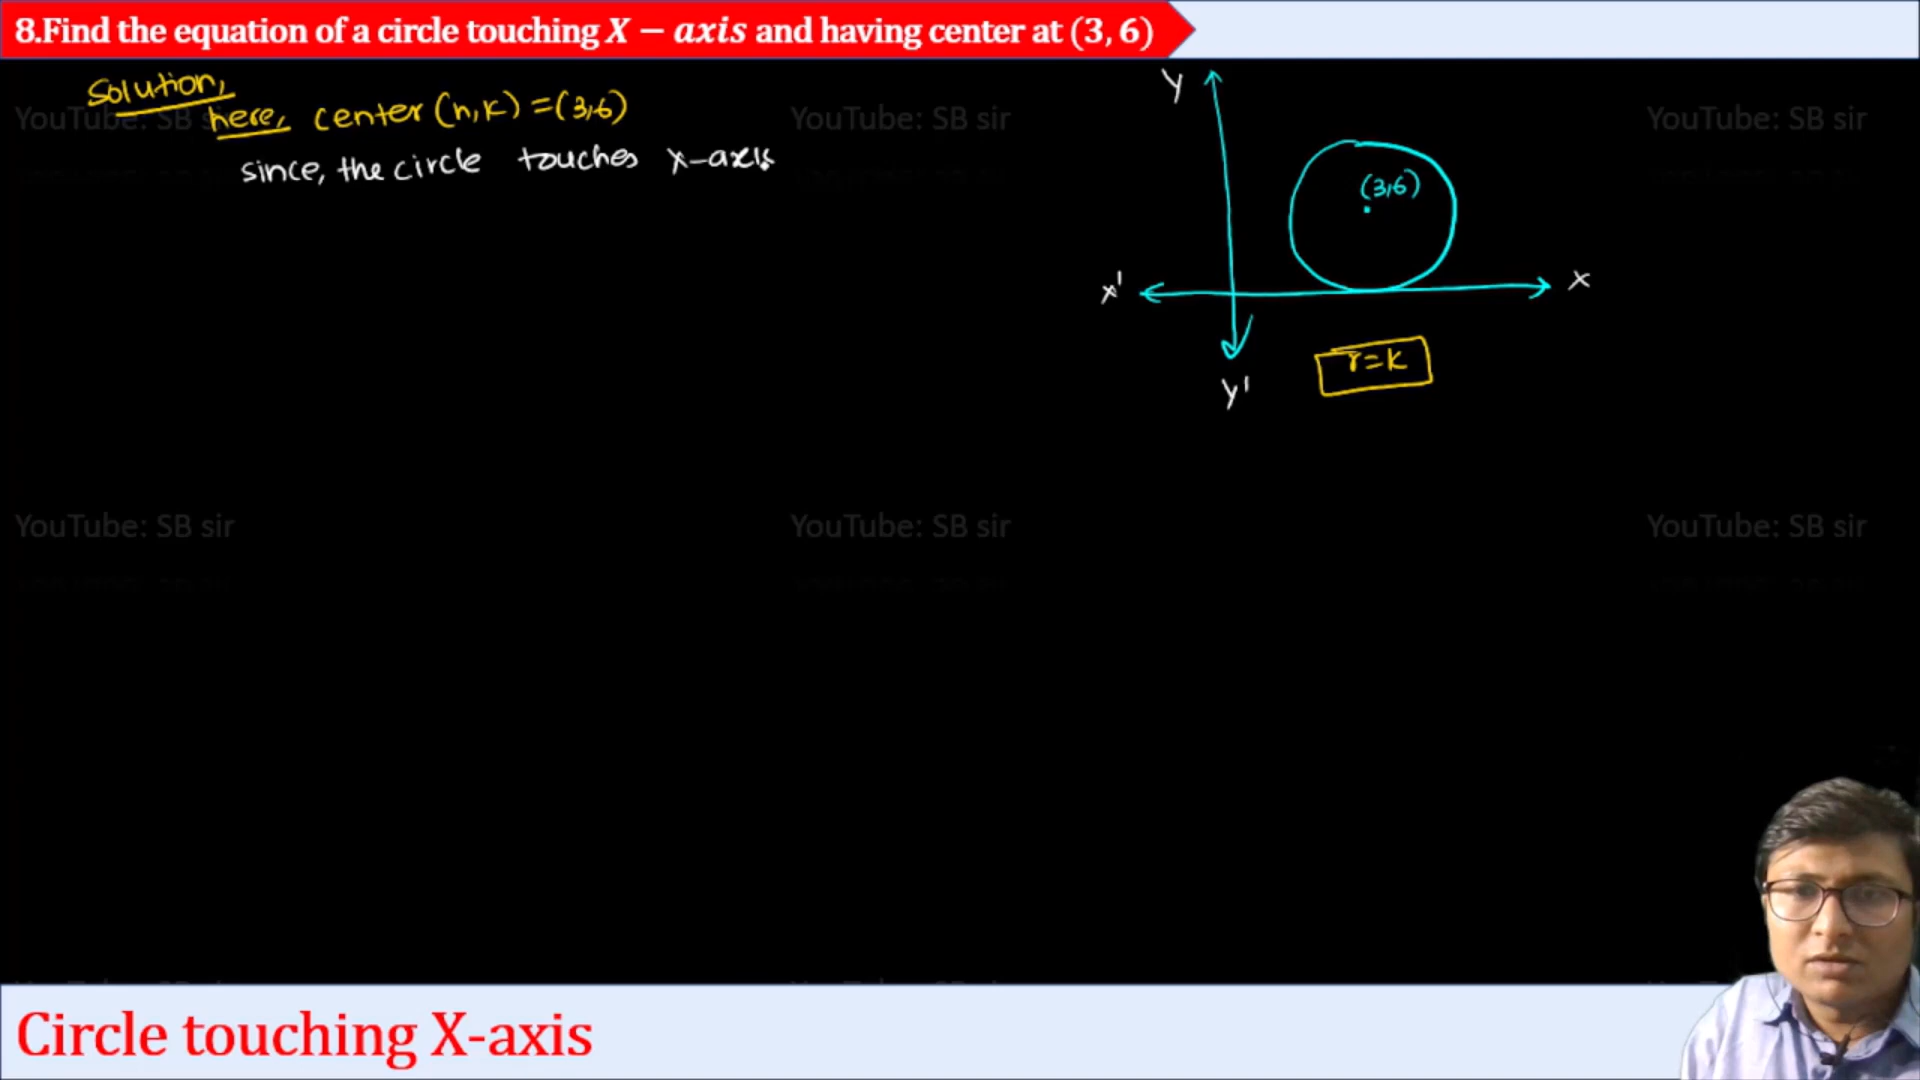 8.Find the equation of a circle touching X − axis and having center at (3, 6)
Solution,
here, center (h,k) = (3,6)
since, the circle touches x-axis
Y
(3,6)
x'
x
r=k
y'
YouTube: SB sir
YouTube: SB sir
YouTube: SB sir
YouTube: SB sir
YouTube: SB sir
YouTube: SB sir
Circle touching X-axis